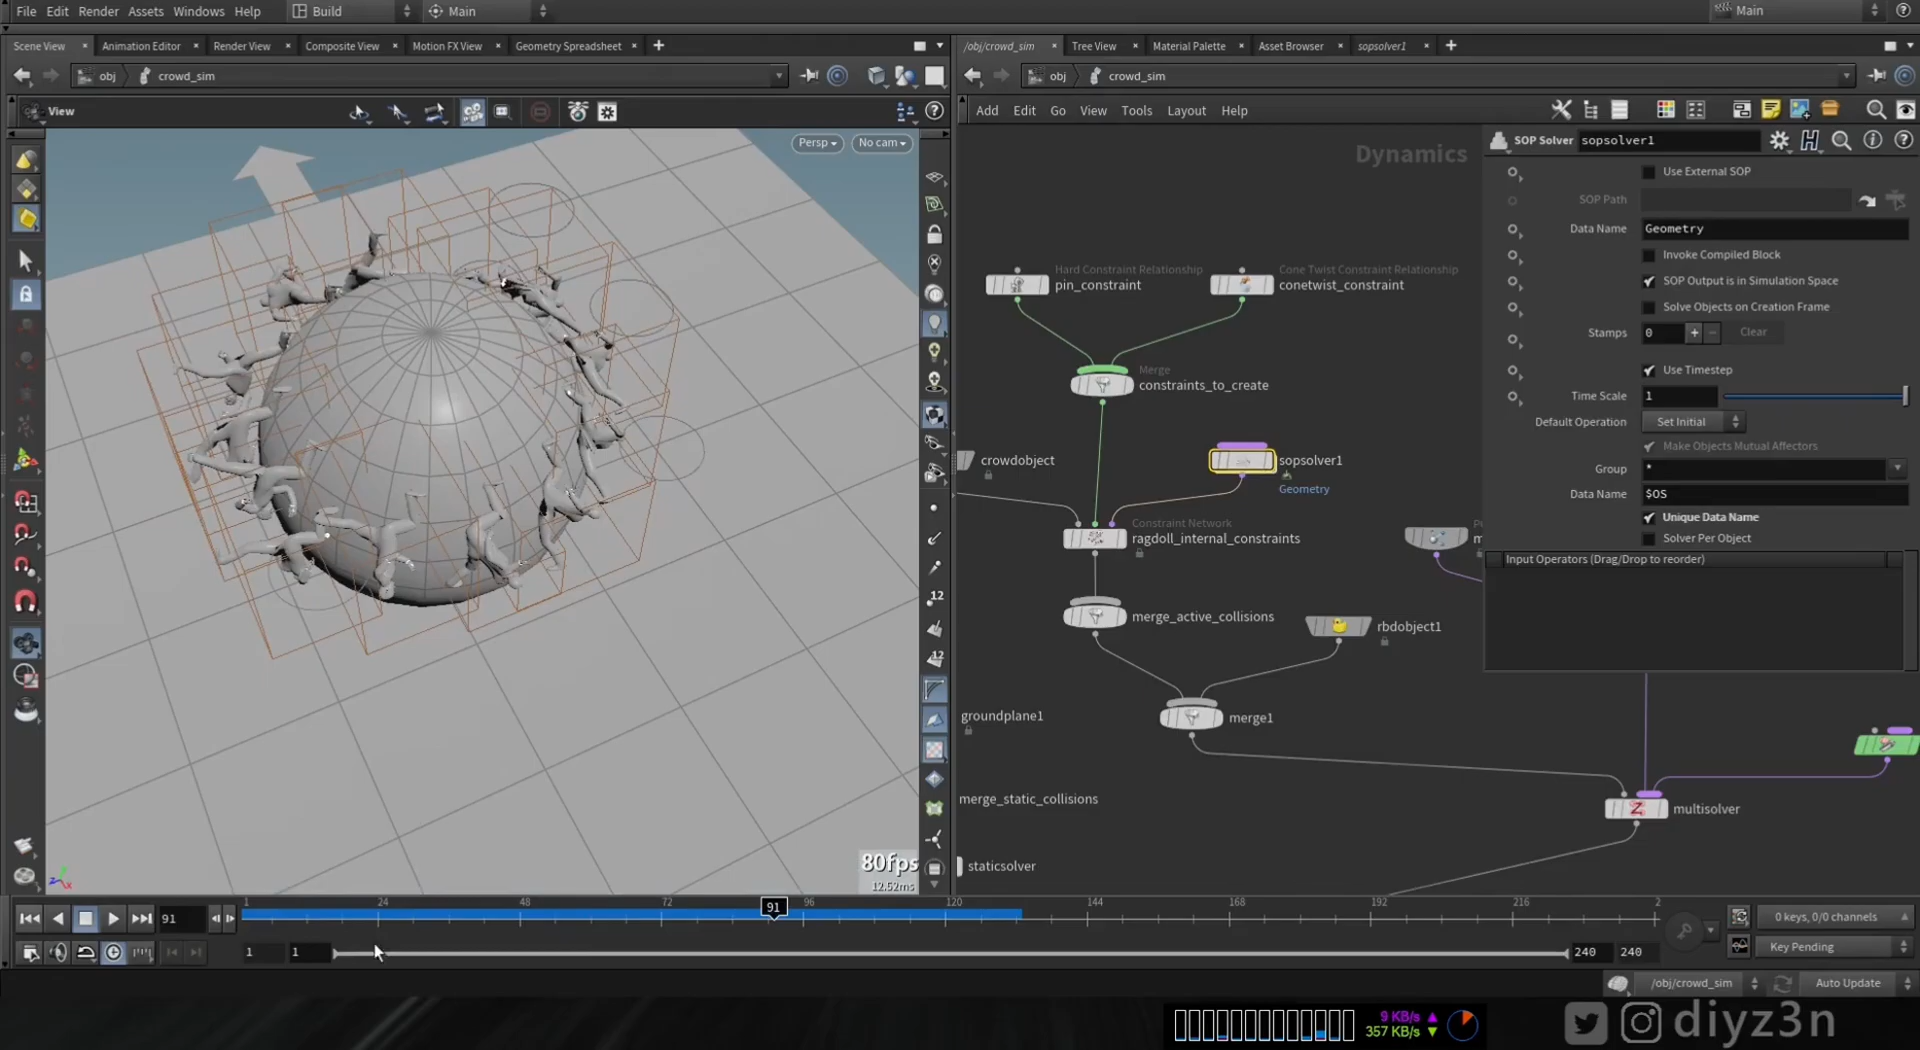 File Edit Render Assets Windows Help Build Main Main
Scene View Animation Editor Render View Composite View Motion FX View Geometry Spreadsheet
/obj/crowd_sim Tree View Material Palette Asset Browser sopsolver1
obj crowd_sim
obj crowd_sim
View
Add Edit Go View Tools Layout Help
Persp No cam
Dynamics
SOP Solver sopsolver1
Use External SOP
SOP Path
Data Name Geometry
Invoke Compiled Block
SOP Output is in Simulation Space
Solve Objects on Creation Frame
Stamps 0 + - Clear
Use Timestep
Time Scale 1
Default Operation Set Initial
Make Objects Mutual Affectors
Group *
Data Name $OS
Unique Data Name
Solver Per Object
Input Operators (Drag/Drop to reorder)
Hard Constraint Relationship
pin_constraint
Cone Twist Constraint Relationship
conetwist_constraint
Merge
constraints_to_create
crowdobject
sopsolver1
Geometry
Constraint Network
ragdoll_internal_constraints
merge_active_collisions
rbdobject1
groundplane1
merge1
merge_static_collisions
multisolver
staticsolver
12
12
80fps
12.52ms
91
1 24 48 72 91 96 120 144 168 192 216 2
0 keys, 0/0 channels
1 1 240 240
Key Pending
/obj/crowd_sim Auto Update
9 KB/s
357 KB/s
diyz3n